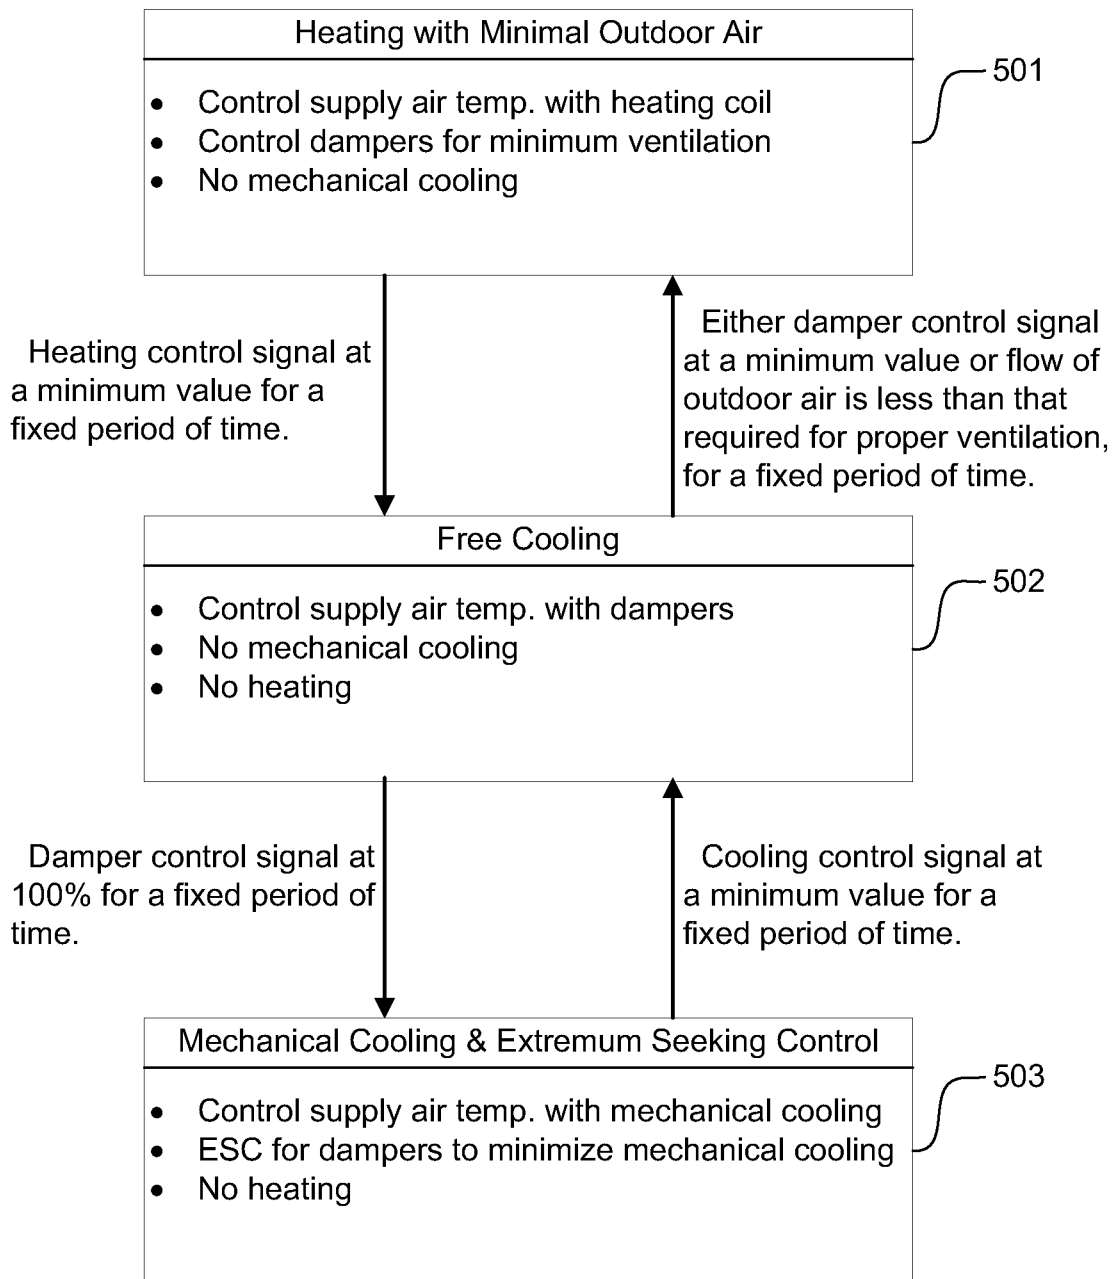 Heating with Minimal Outdoor Air
501
• Control supply air temp. with heating coil
• Control dampers for minimum ventilation
• No mechanical cooling
Heating control signal at
a minimum value for a
fixed period of time.
Either damper control signal
at a minimum value or flow of
outdoor air is less than that
required for proper ventilation,
for a fixed period of time.
Free Cooling
502
• Control supply air temp. with dampers
• No mechanical cooling
• No heating
Damper control signal at
100% for a fixed period of
time.
Cooling control signal at
a minimum value for a
fixed period of time.
Mechanical Cooling & Extremum Seeking Control
503
• Control supply air temp. with mechanical cooling
• ESC for dampers to minimize mechanical cooling
• No heating